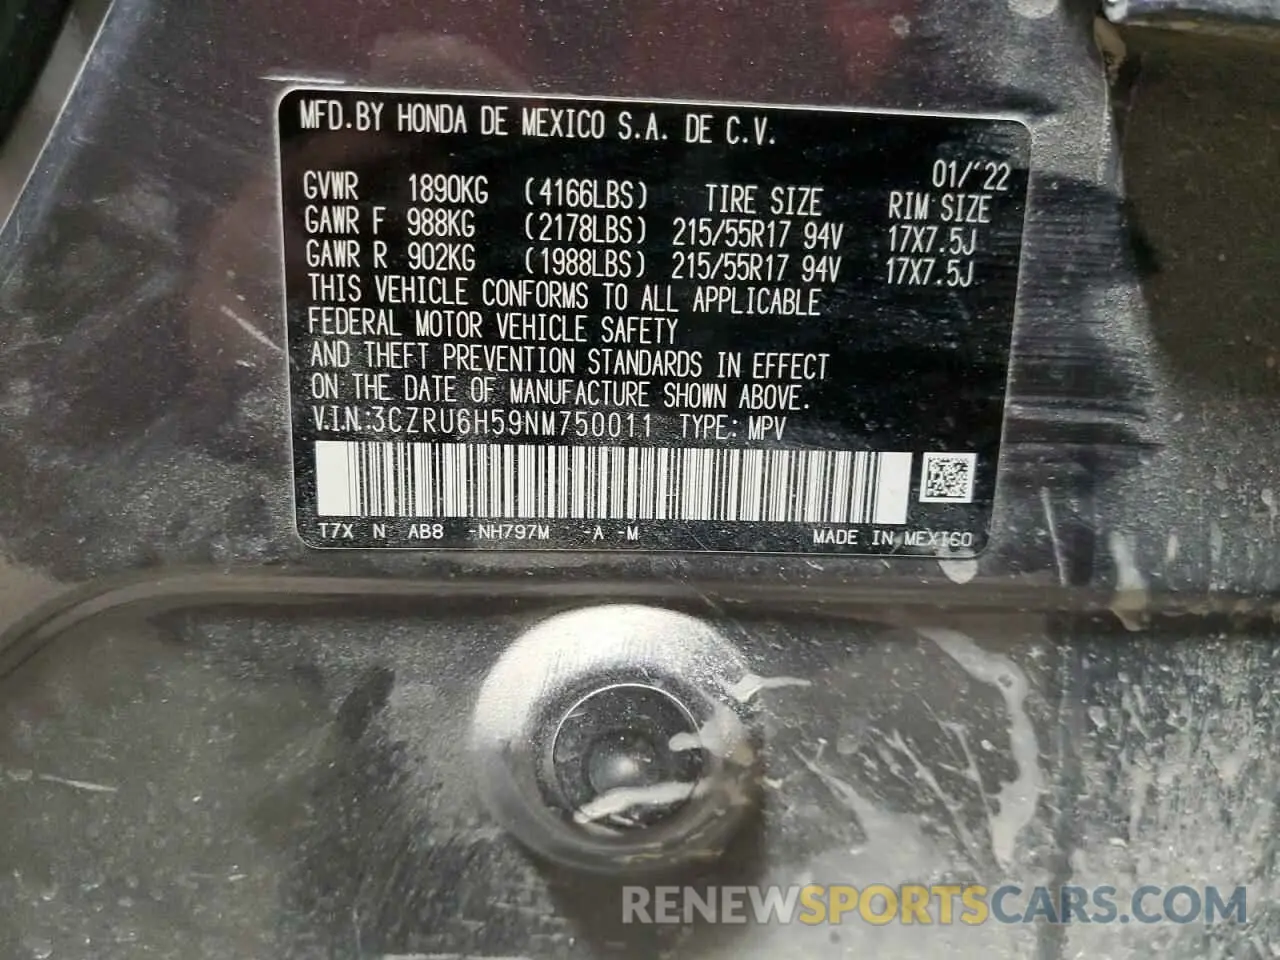 MFD.BY HONDA DE MEXICO S.A. DE C.V.
01/'22
GVWR 1890KG (4166LBS) TIRE SIZE RIM SIZE
GAWR F 988KG (2178LBS) 215/55R17 94V 17X7.5J
GAWR R 902KG (1988LBS) 215/55R17 94V 17X7.5J
THIS VEHICLE CONFORMS TO ALL APPLICABLE
FEDERAL MOTOR VEHICLE SAFETY
AND THEFT PREVENTION STANDARDS IN EFFECT
ON THE DATE OF MANUFACTURE SHOWN ABOVE.
V.I.N.:3CZRU6H59NM750011 TYPE: MPV
T7X N AB8 -NH797M -A -M MADE IN MEXICO
RENEWSPORTSCARS.COM